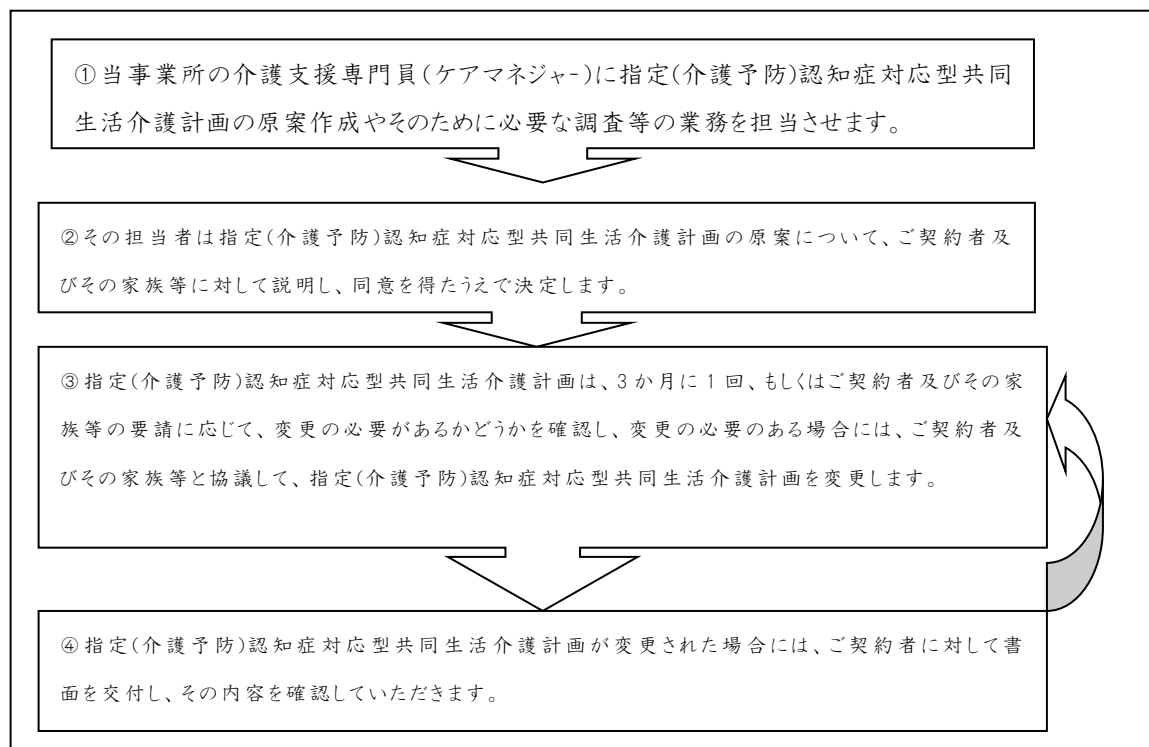 ①当事業所の介護支援専門員(ケアマネジャ-)に指定(介護予防)認知症対応型共同
生活介護計画の原案作成やそのために必要な調査等の業務を担当させます。
②その担当者は指定(介護予防)認知症対応型共同生活介護計画の原案について、ご契約者及
びその家族等に対して説明し、同意を得たうえで決定します。
③指定(介護予防)認知症対応型共同生活介護計画は、3か月に1回、もしくはご契約者及びその家
族等の要請に応じて、変更の必要があるかどうかを確認し、変更の必要のある場合には、ご契約者及
びその家族等と協議して、指定(介護予防)認知症対応型共同生活介護計画を変更します。
④指定(介護予防)認知症対応型共同生活介護計画が変更された場合には、ご契約者に対して書
面を交付し、その内容を確認していただきます。